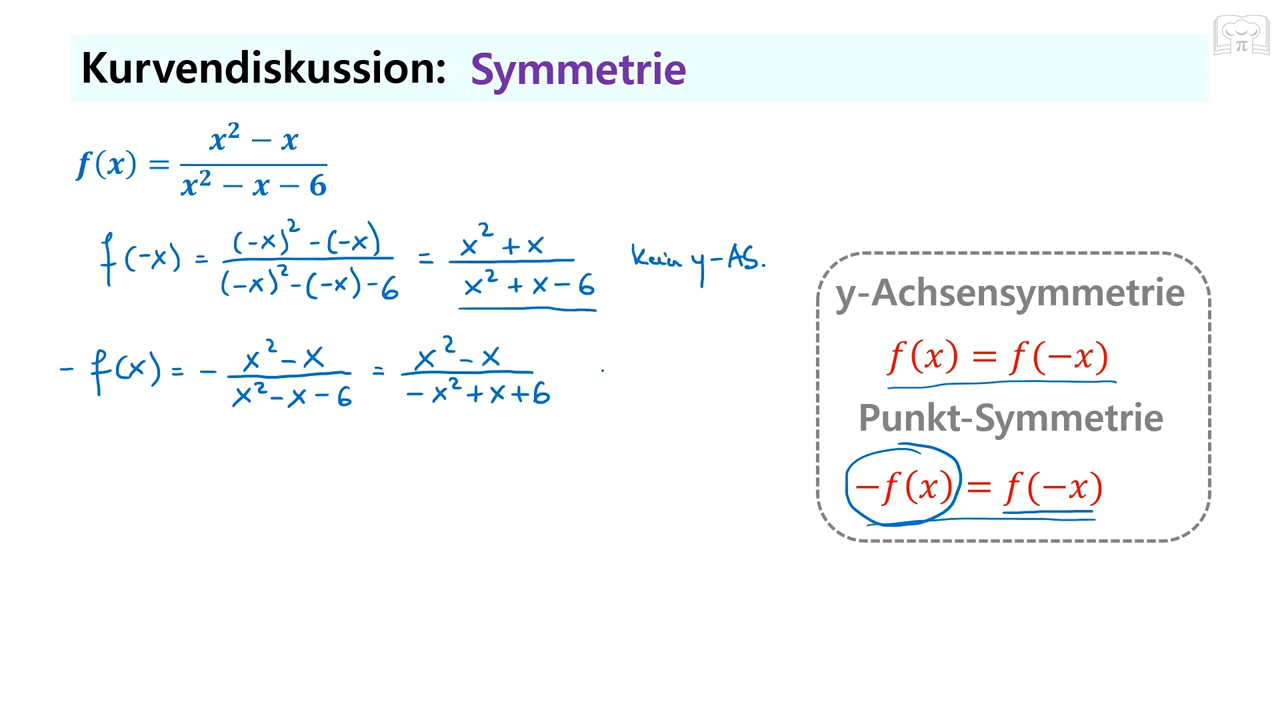 Kurvendiskussion: Symmetrie
f(x) = (x² − x)/(x² − x − 6)
f(-x) = ((-x)² - (-x))/((-x)² - (-x) - 6) = (x² + x)/(x² + x - 6) kein y-AS.
- f(x) = - (x² - x)/(x² - x - 6) = (x² - x)/(-x² + x + 6)
y-Achsensymmetrie
f(x) = f(−x)
Punkt-Symmetrie
−f(x) = f(−x)
π